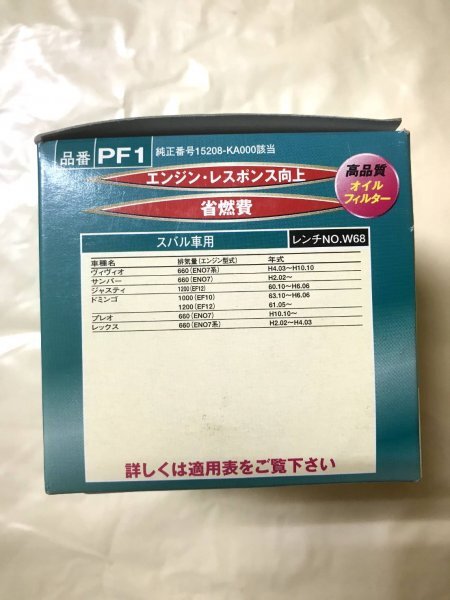 品番 PF1 純正番号15208-KA000該当
エンジン・レスポンス向上
高品質
オイル
フィルター
省燃費
スバル車用 レンチNO.W68
車種名 排気量(エンジン型式) 年式
ヴィヴィオ 660(ENO7系) H4.03〜H10.10
サンバー 660(ENO7) H2.02〜
ジャスティ 1200(EF12) 60.10〜H6.06
ドミンゴ 1000(EF10) 63.10〜H6.06
1200(EF12) 61.05〜
プレオ 660(ENO7) H10.10〜
レックス 660(ENO7系) H2.02〜H4.03
詳しくは適用表をご覧下さい